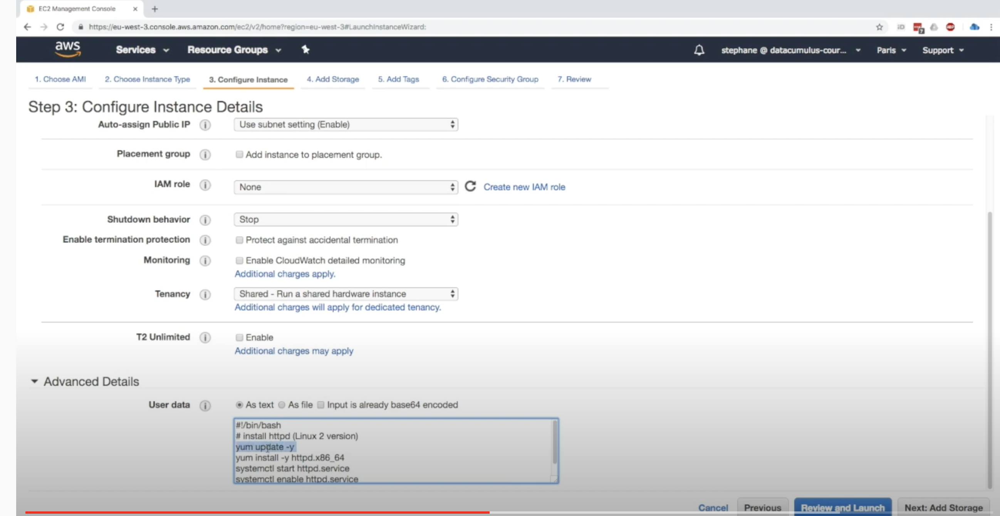 EC2 Management Console
https://eu-west-3.console.aws.amazon.com/ec2/v2/home?region=eu-west-3#LaunchInstanceWizard:
iD
7
ABP
aws
Services
Resource Groups
stephane @ datacumulus-cour...
Paris
Support
1. Choose AMI
2. Choose Instance Type
3. Configure Instance
4. Add Storage
5. Add Tags
6. Configure Security Group
7. Review
Step 3: Configure Instance Details
Auto-assign Public IP
Use subnet setting (Enable)
Placement group
Add instance to placement group.
IAM role
None
Create new IAM role
Shutdown behavior
Stop
Enable termination protection
Protect against accidental termination
Monitoring
Enable CloudWatch detailed monitoring
Additional charges apply.
Tenancy
Shared - Run a shared hardware instance
Additional charges will apply for dedicated tenancy.
T2 Unlimited
Enable
Additional charges may apply
Advanced Details
User data
As text
As file
Input is already base64 encoded
#!/bin/bash
# install httpd (Linux 2 version)
yum update -y
yum install -y httpd.x86_64
systemctl start httpd.service
systemctl enable httpd.service
Cancel
Previous
Review and Launch
Next: Add Storage